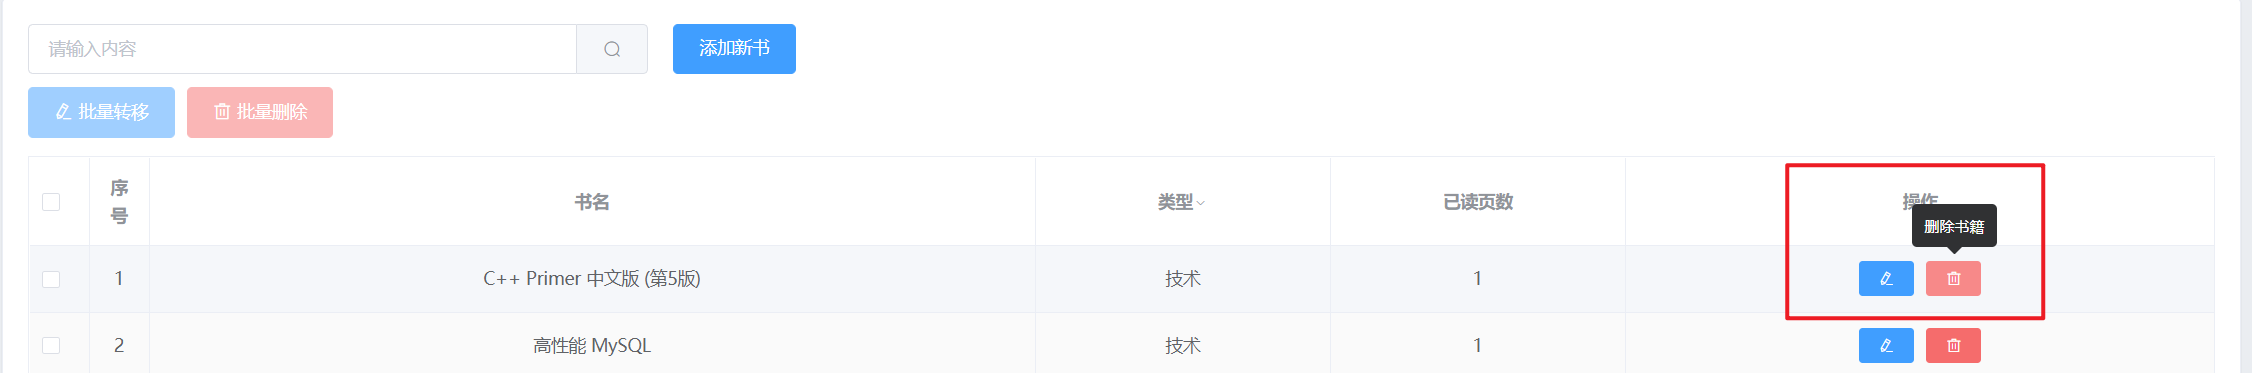 请输入内容
添加新书
批量转移 批量删除
序号 书名 类型 已读页数 操作
删除书籍
1 C++ Primer 中文版 (第5版) 技术 1
2 高性能 MySQL 技术 1